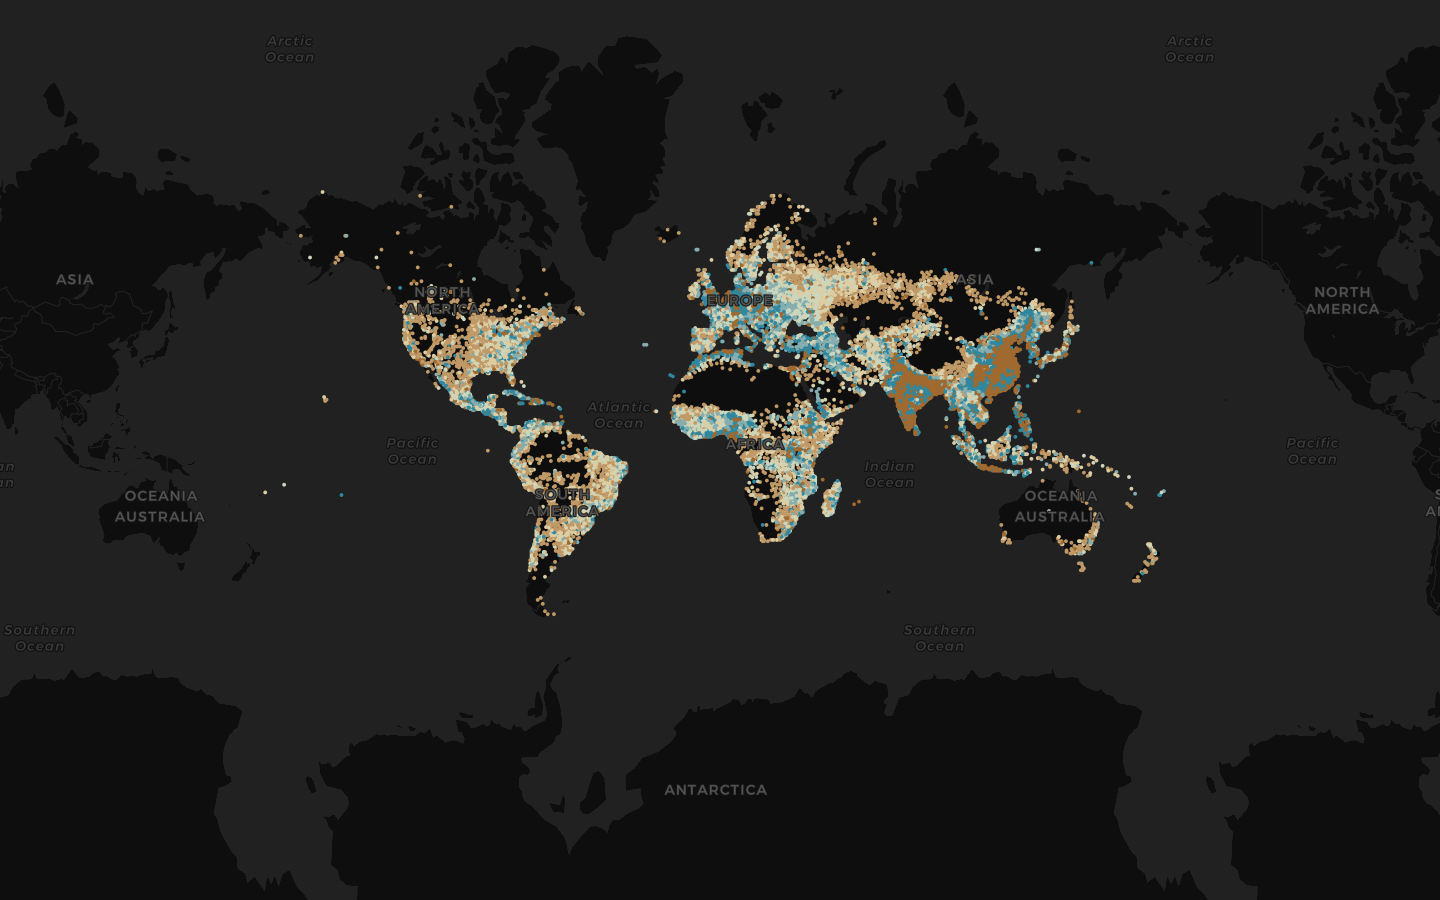 Arctic
Ocean
Arctic
Ocean
ASIA
NORTH
AMERICA
EUROPE
ASIA
NORTH
AMERICA
Atlantic
Ocean
Pacific
Ocean
AFRICA
Pacific
Ocean
an
an
Indian
Ocean
OCEANIA
AUSTRALIA
SOUTH
AMERICA
OCEANIA
AUSTRALIA
S
A
Southern
Ocean
Southern
Ocean
ANTARCTICA